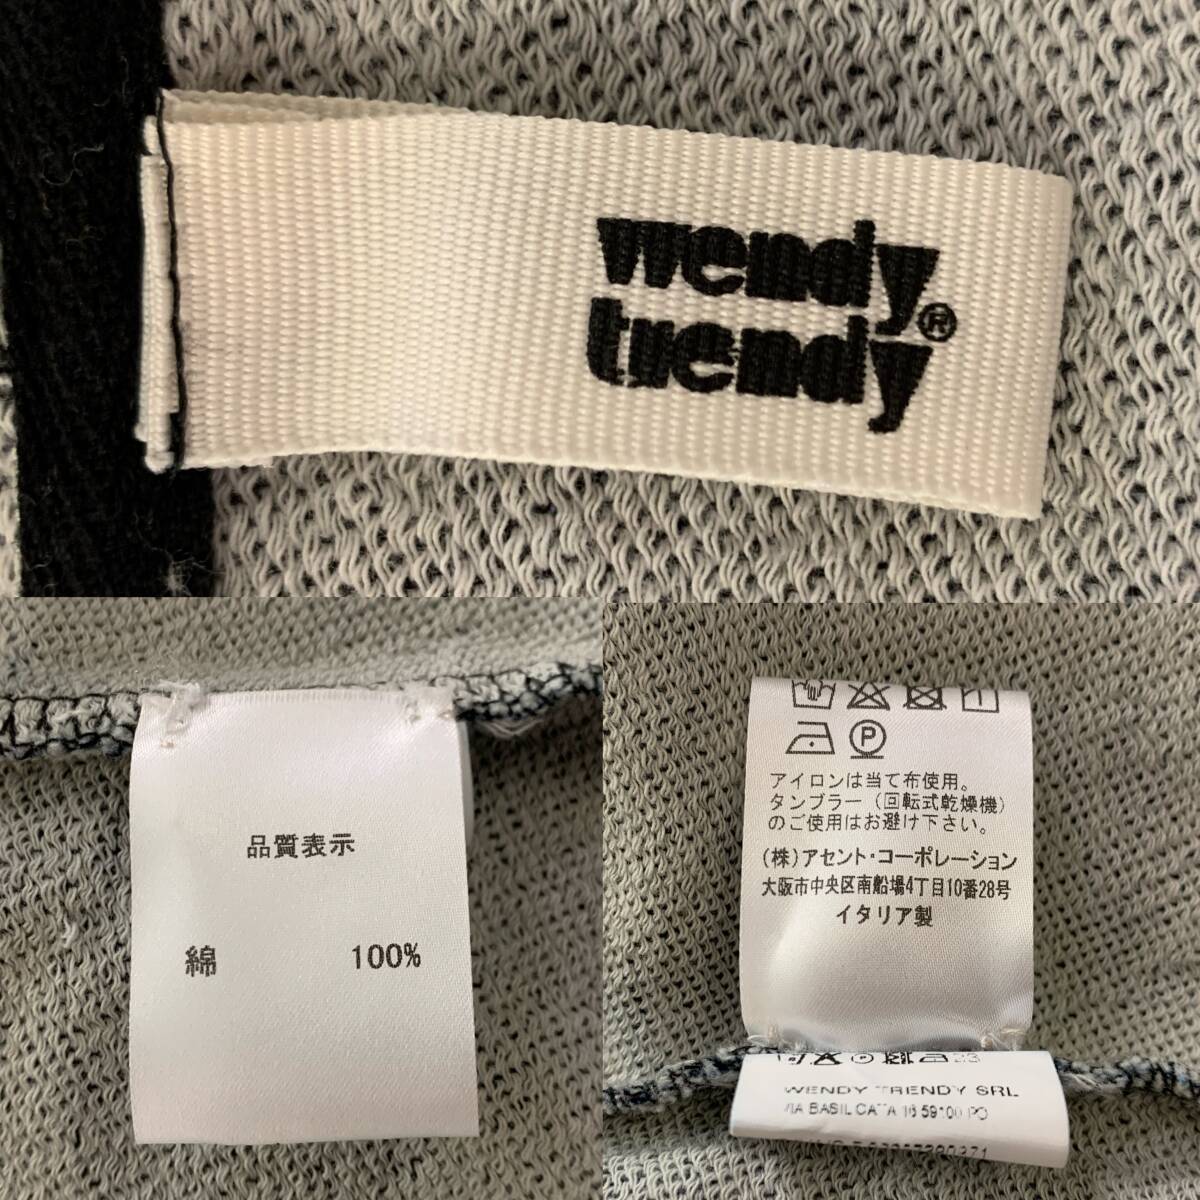 wendy
trendy®
品質表示
綿 100%
P
アイロンは当て布使用。
タンブラー(回転式乾燥機)
のご使用はお避け下さい。
(株)アセント・コーポレーション
大阪市中央区南船場4丁目10番28号
イタリア製
WENDY TRENDY SRL
16 59100 PO